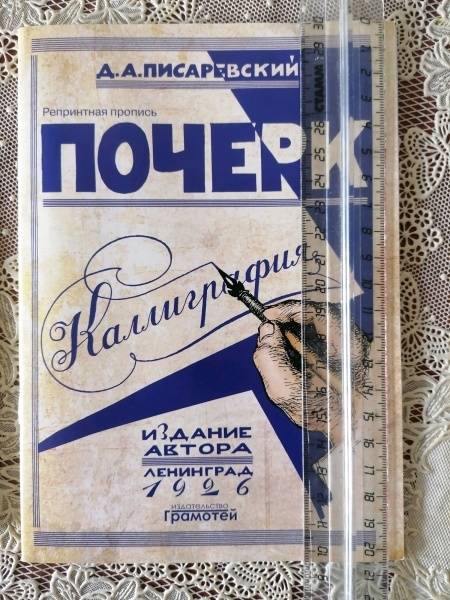 Д.А.ПИСАРЕВСКИЙ
Репринтная пропись
ПОЧЕРК
Каллиграфия
ИЗДАНИЕ
АВТОРА
ЛЕНИНГРАД
1926
издательство
Грамотей
СТАММ